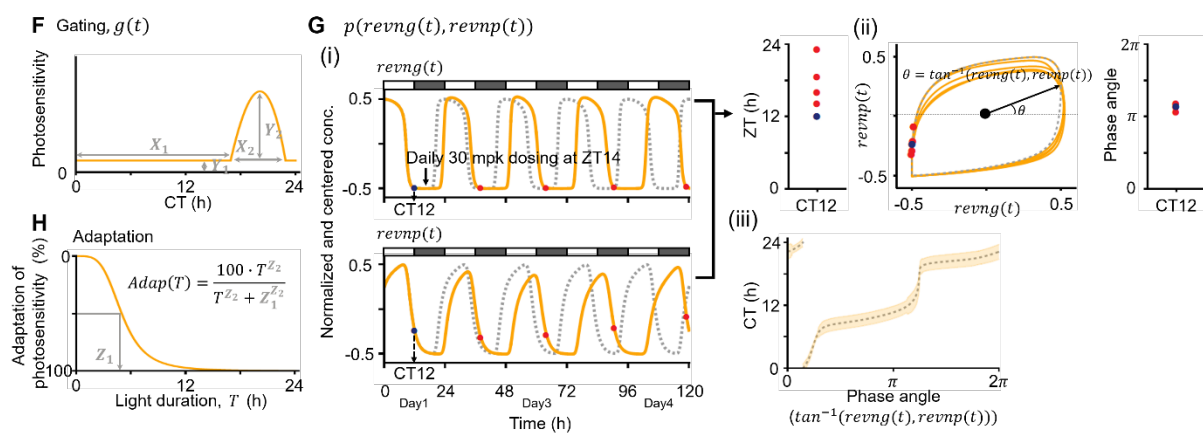 F Gating, g(t)
Photosensitivity
X₁
Y₁
X₂
Y₂
0
0 12 24
CT (h)
H Adaptation
Adaptation of photosensitivity (%)
0
100
Adap(T) = 100 · T^Z₂ / (T^Z₂ + Z₁^Z₂)
Z₁
0 12 24
Light duration, T (h)
G p(revng(t), revnp(t))
(i)
revng(t)
Normalized and centered conc.
0.5
-0.5
Daily 30 mpk dosing at ZT14
CT12
revnp(t)
0.5
-0.5
CT12
0 24 48 72 96 120
Day1 Day3 Day4
Time (h)
ZT (h)
24
12
0
CT12
(ii)
revnp(t)
0.5
-0.5
θ = tan⁻¹(revng(t), revnp(t))
θ
-0.5 0.5
revng(t)
Phase angle
2π
π
0
CT12
(iii)
CT (h)
24
12
0
0 π 2π
Phase angle
(tan⁻¹(revng(t), revnp(t)))